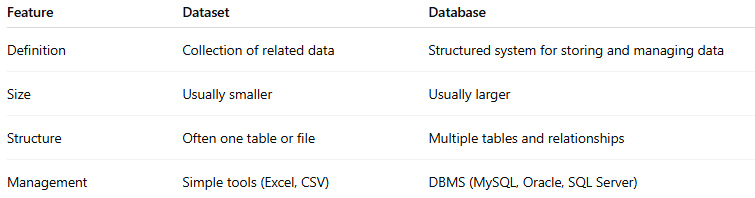 Feature Dataset Database
Definition Collection of related data Structured system for storing and managing data
Size Usually smaller Usually larger
Structure Often one table or file Multiple tables and relationships
Management Simple tools (Excel, CSV) DBMS (MySQL, Oracle, SQL Server)